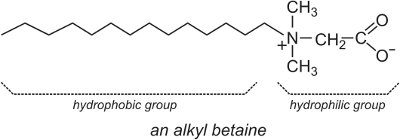 CH₃
N
+
CH₂
C
O
O⁻
CH₃
hydrophobic group
hydrophilic group
an alkyl betaine